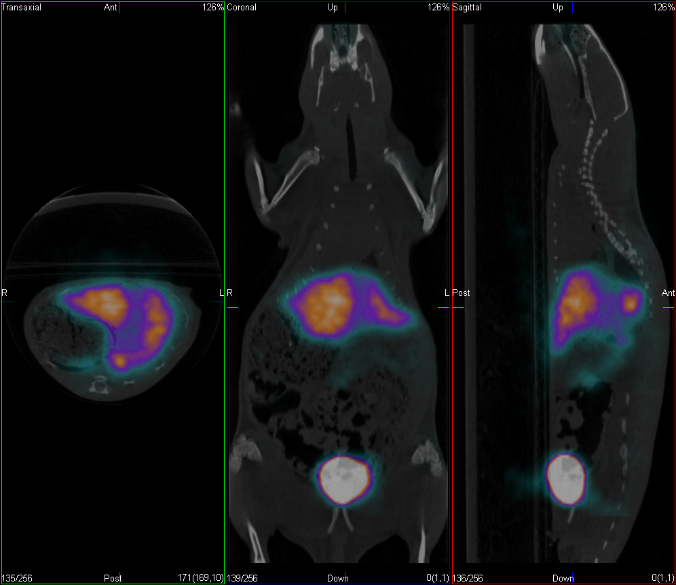 Transaxial Ant 126%
R L
135/256 Post 171(169,10)
Coronal Up 126%
R L
139/256 Down 0(1,1)
Sagittal Up 126%
Post Ant
136/256 Down 0(1,1)